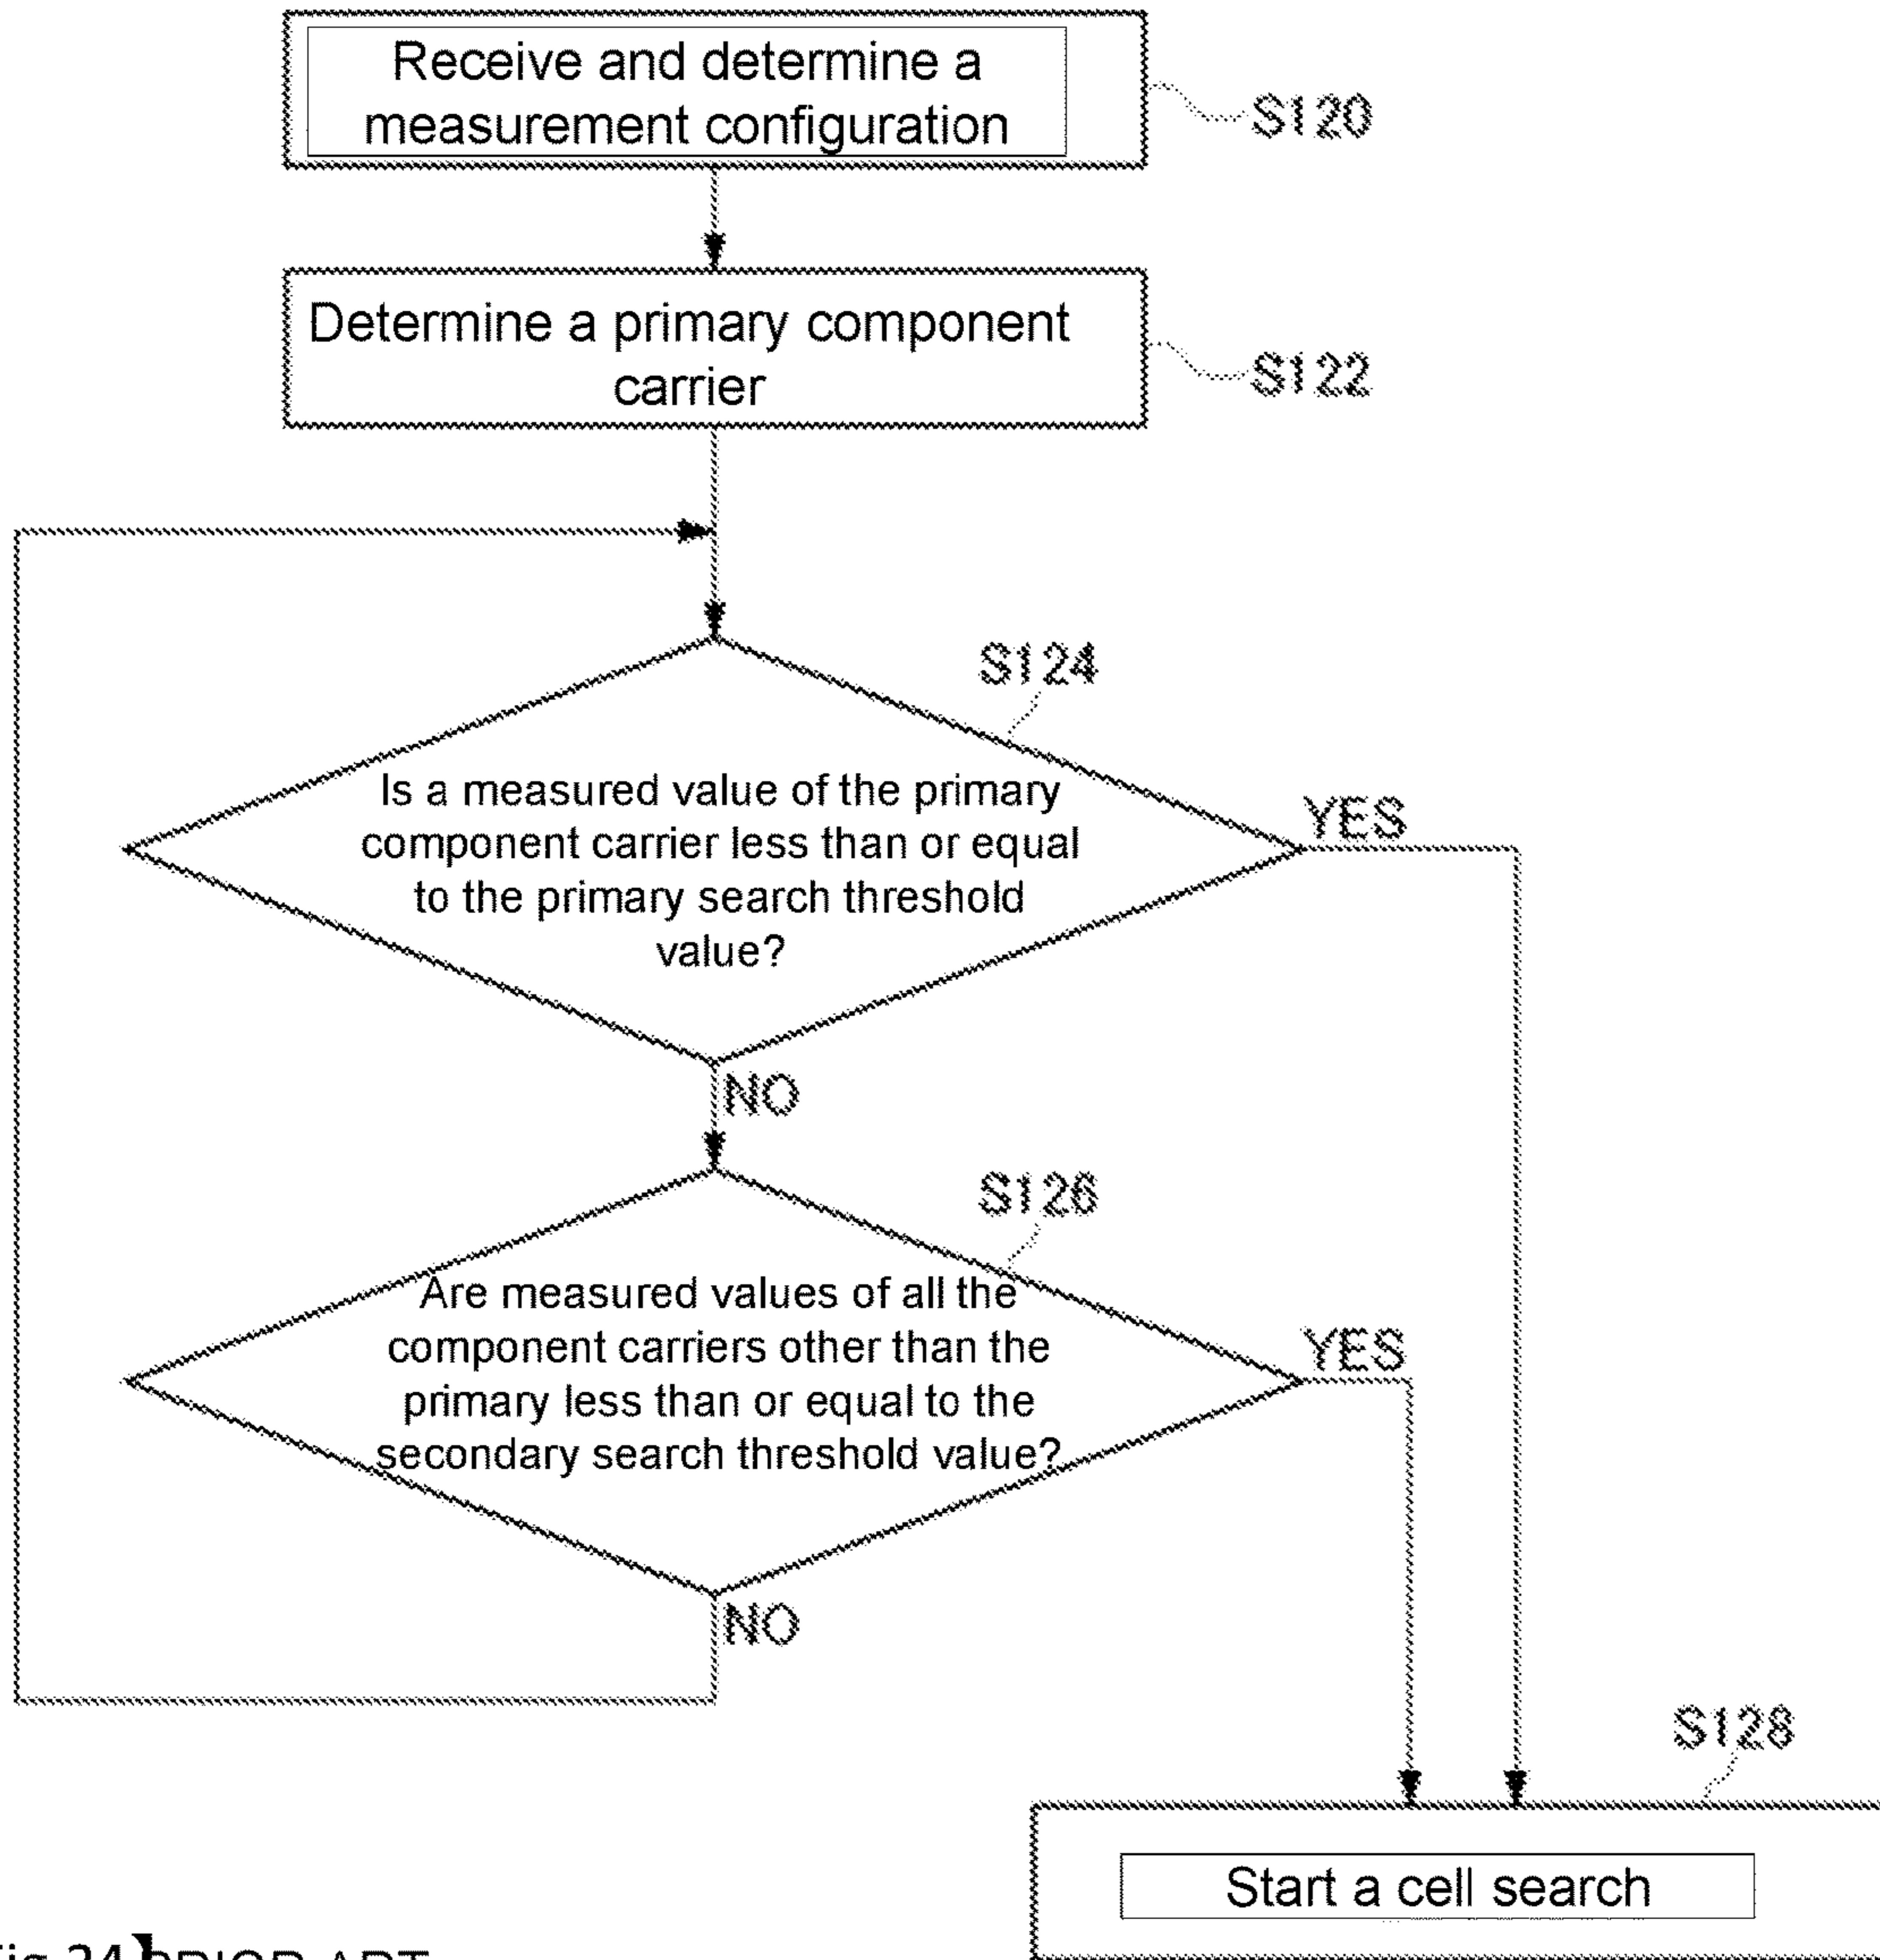 Receive and determine a
measurement configuration
S120
Determine a primary component
carrier
S122
S124
Is a measured value of the primary
component carrier less than or equal
to the primary search threshold
value?
YES
NO
S126
Are measured values of all the
component carriers other than the
primary less than or equal to the
secondary search threshold value?
YES
NO
S128
Start a cell search